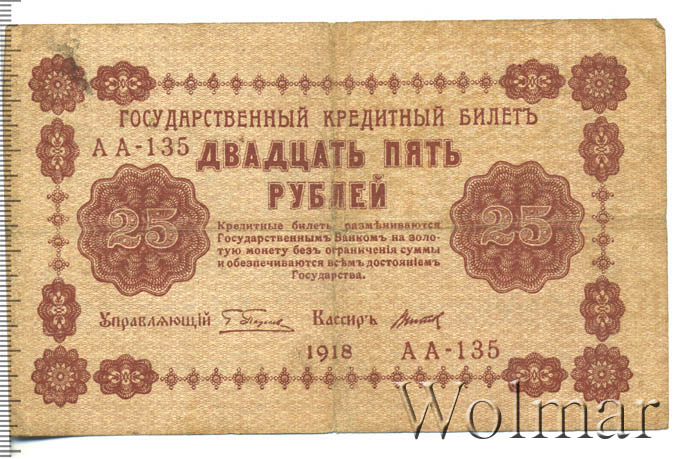 ГОСУДАРСТВЕННЫЙ КРЕДИТНЫЙ БИЛЕТЪ
АА-135 ДВАДЦАТЬ ПЯТЬ
РУБЛЕЙ
25
Кредитные билеты размѣниваются
Государственнымъ Банкомъ на золо-
тую монету безъ ограниченія суммы
и обезпечиваются всѣмъ достояніемъ
Государства.
25
Управляющій Кассиръ
1918 АА-135
Wolmar